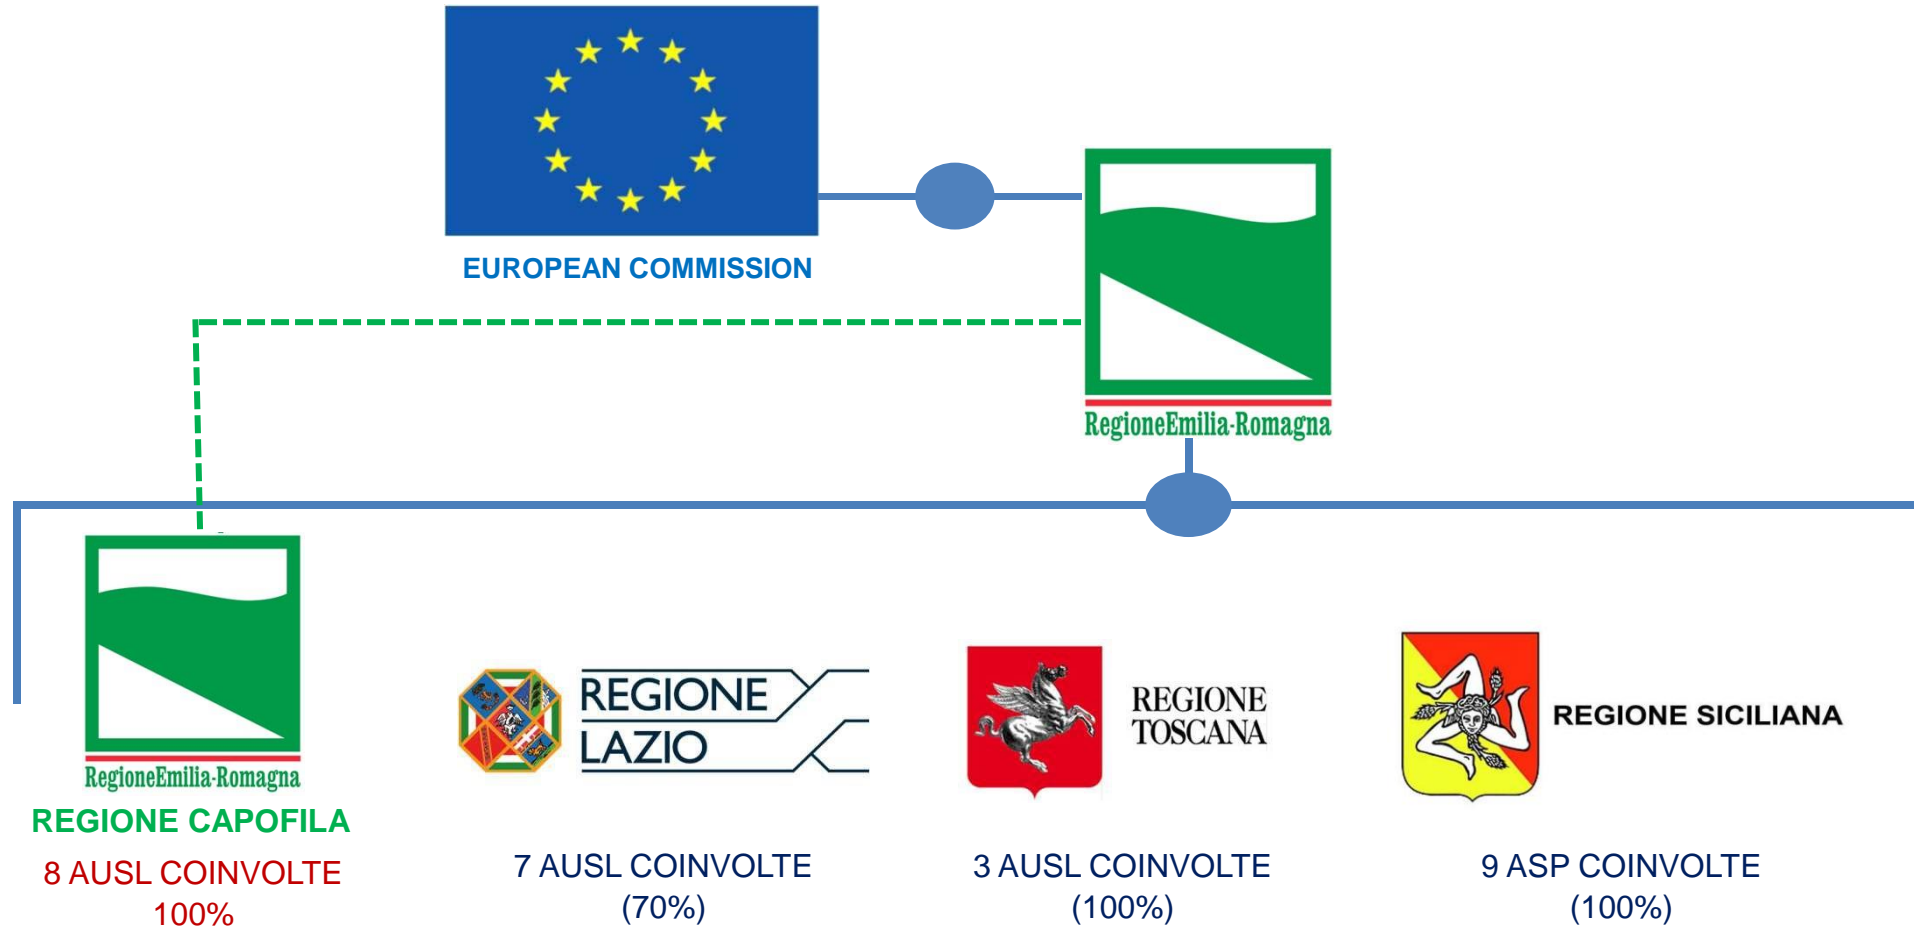 EUROPEAN COMMISSION
RegioneEmilia-Romagna
RegioneEmilia-Romagna
REGIONE CAPOFILA
8 AUSL COINVOLTE
100%
REGIONE
LAZIO
7 AUSL COINVOLTE
(70%)
REGIONE
TOSCANA
3 AUSL COINVOLTE
(100%)
REGIONE SICILIANA
9 ASP COINVOLTE
(100%)